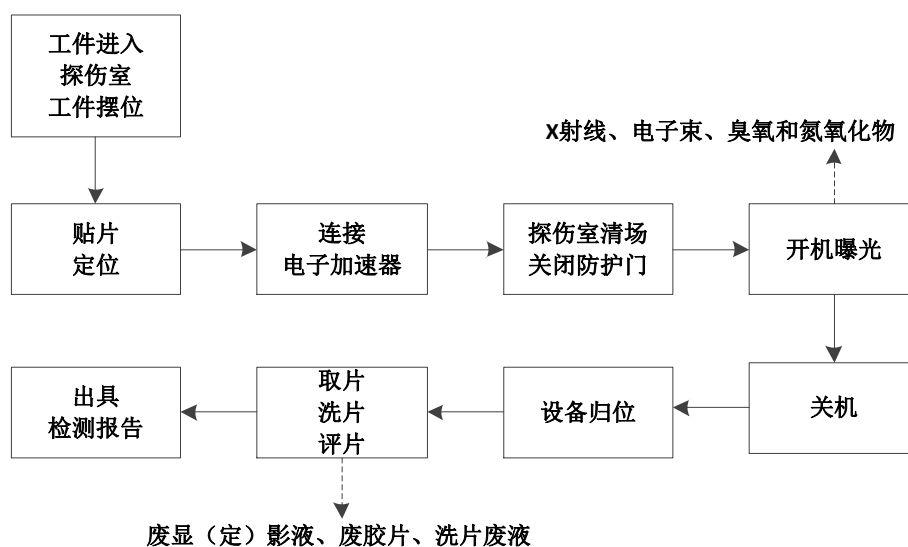 工件进入
探伤室
工件摆位
X射线、电子束、臭氧和氮氧化物
贴片
定位
连接
电子加速器
探伤室清场
关闭防护门
开机曝光
出具
检测报告
取片
洗片
评片
设备归位
关机
废显（定）影液、废胶片、洗片废液